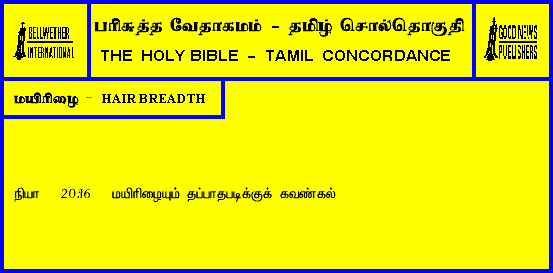 BELLWETHER
INTERNATIONAL
பரிசுத்த வேதாகமம் - தமிழ் சொல்தொகுதி
THE HOLY BIBLE - TAMIL CONCORDANCE
GOOD NEWS
PUBLISHERS
மயிரிழை - HAIR BREADTH
நியா 20:16 மயிரிழையும் தப்பாதபடிக்குக் கவண்கல்